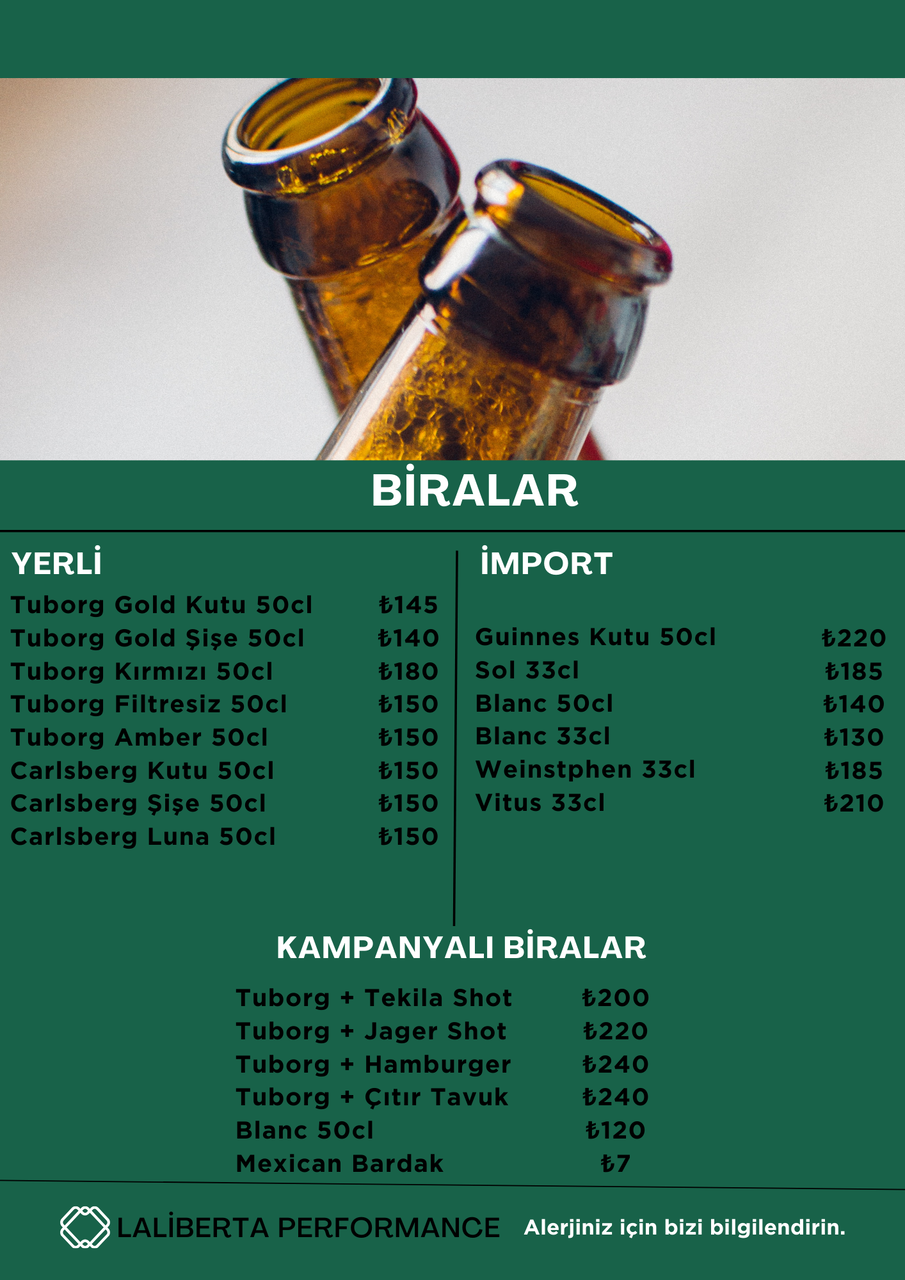 BİRALAR
YERLİ
Tuborg Gold Kutu 50cl ₺145
Tuborg Gold Şişe 50cl ₺140
Tuborg Kırmızı 50cl ₺180
Tuborg Filtresiz 50cl ₺150
Tuborg Amber 50cl ₺150
Carlsberg Kutu 50cl ₺150
Carlsberg Şişe 50cl ₺150
Carlsberg Luna 50cl ₺150
İMPORT
Guinnes Kutu 50cl ₺220
Sol 33cl ₺185
Blanc 50cl ₺140
Blanc 33cl ₺130
Weinstphen 33cl ₺185
Vitus 33cl ₺210
KAMPANYALI BİRALAR
Tuborg + Tekila Shot ₺200
Tuborg + Jager Shot ₺220
Tuborg + Hamburger ₺240
Tuborg + Çıtır Tavuk ₺240
Blanc 50cl ₺120
Mexican Bardak ₺7
LALİBERTA PERFORMANCE Alerjiniz için bizi bilgilendirin.